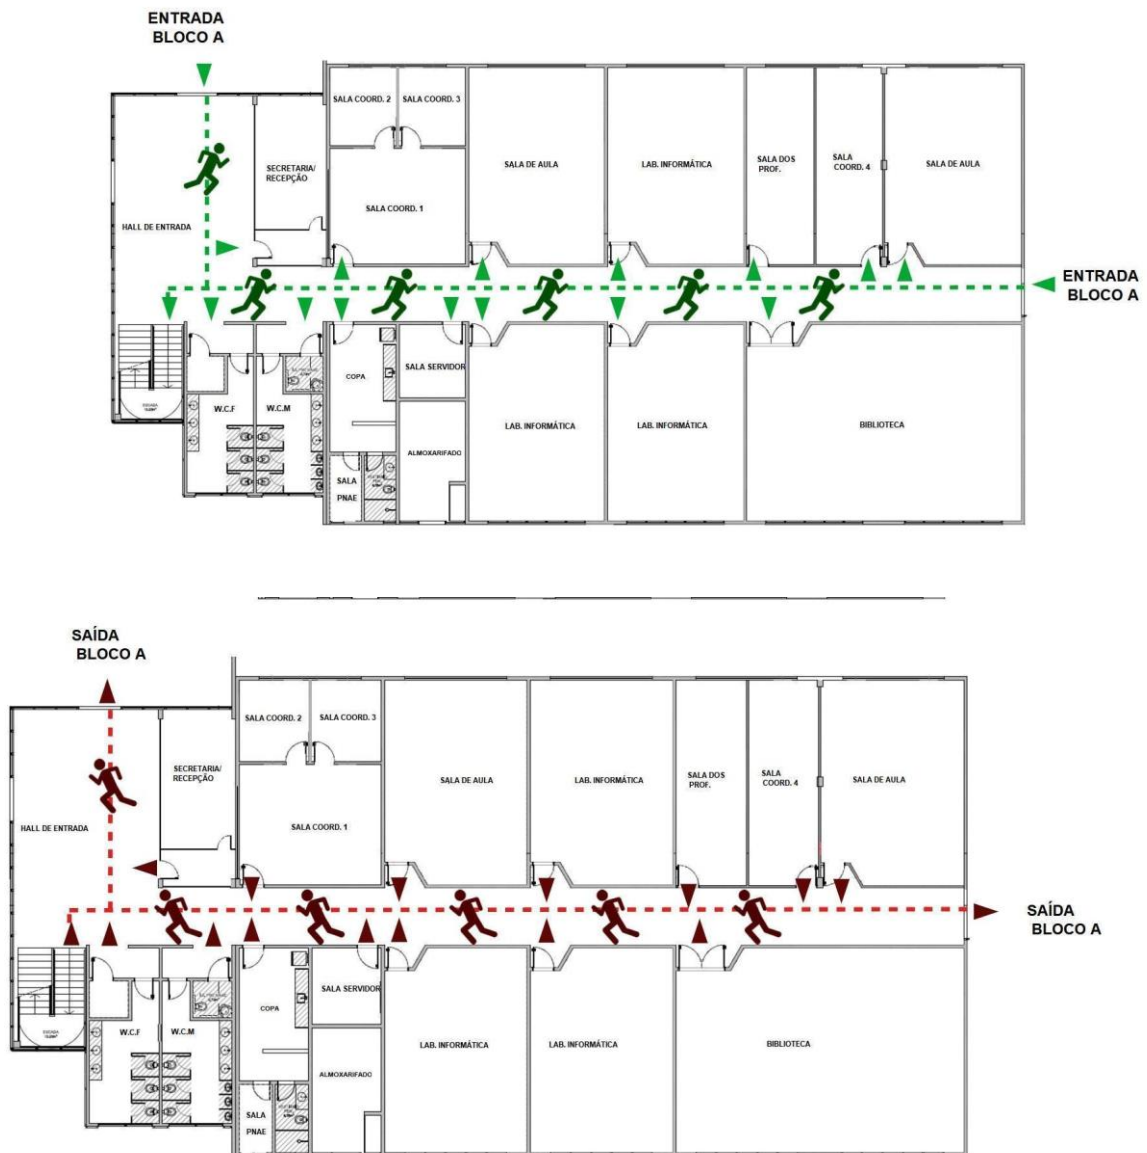 ENTRADA
BLOCO A
SALA COORD. 2
SALA COORD. 3
SECRETARIA/
RECEPÇÃO
SALA DE AULA
LAB. INFORMÁTICA
SALA DOS
PROF.
SALA
COORD. 4
SALA DE AULA
SALA COORD. 1
HALL DE ENTRADA
ENTRADA
BLOCO A
COPA
SALA SERVIDOR
W.C.F
W.C.M
LAB. INFORMÁTICA
LAB. INFORMÁTICA
BIBLIOTECA
ALMOXARIFADO
SALA
PNAE
SAÍDA
BLOCO A
SALA COORD. 2
SALA COORD. 3
SECRETARIA/
RECEPÇÃO
SALA DE AULA
LAB. INFORMÁTICA
SALA DOS
PROF.
SALA
COORD. 4
SALA DE AULA
HALL DE ENTRADA
SALA COORD. 1
SAÍDA
BLOCO A
SALA SERVIDOR
COPA
W.C.F
W.C.M
LAB. INFORMÁTICA
LAB. INFORMÁTICA
BIBLIOTECA
ALMOXARIFADO
SALA
PNAE